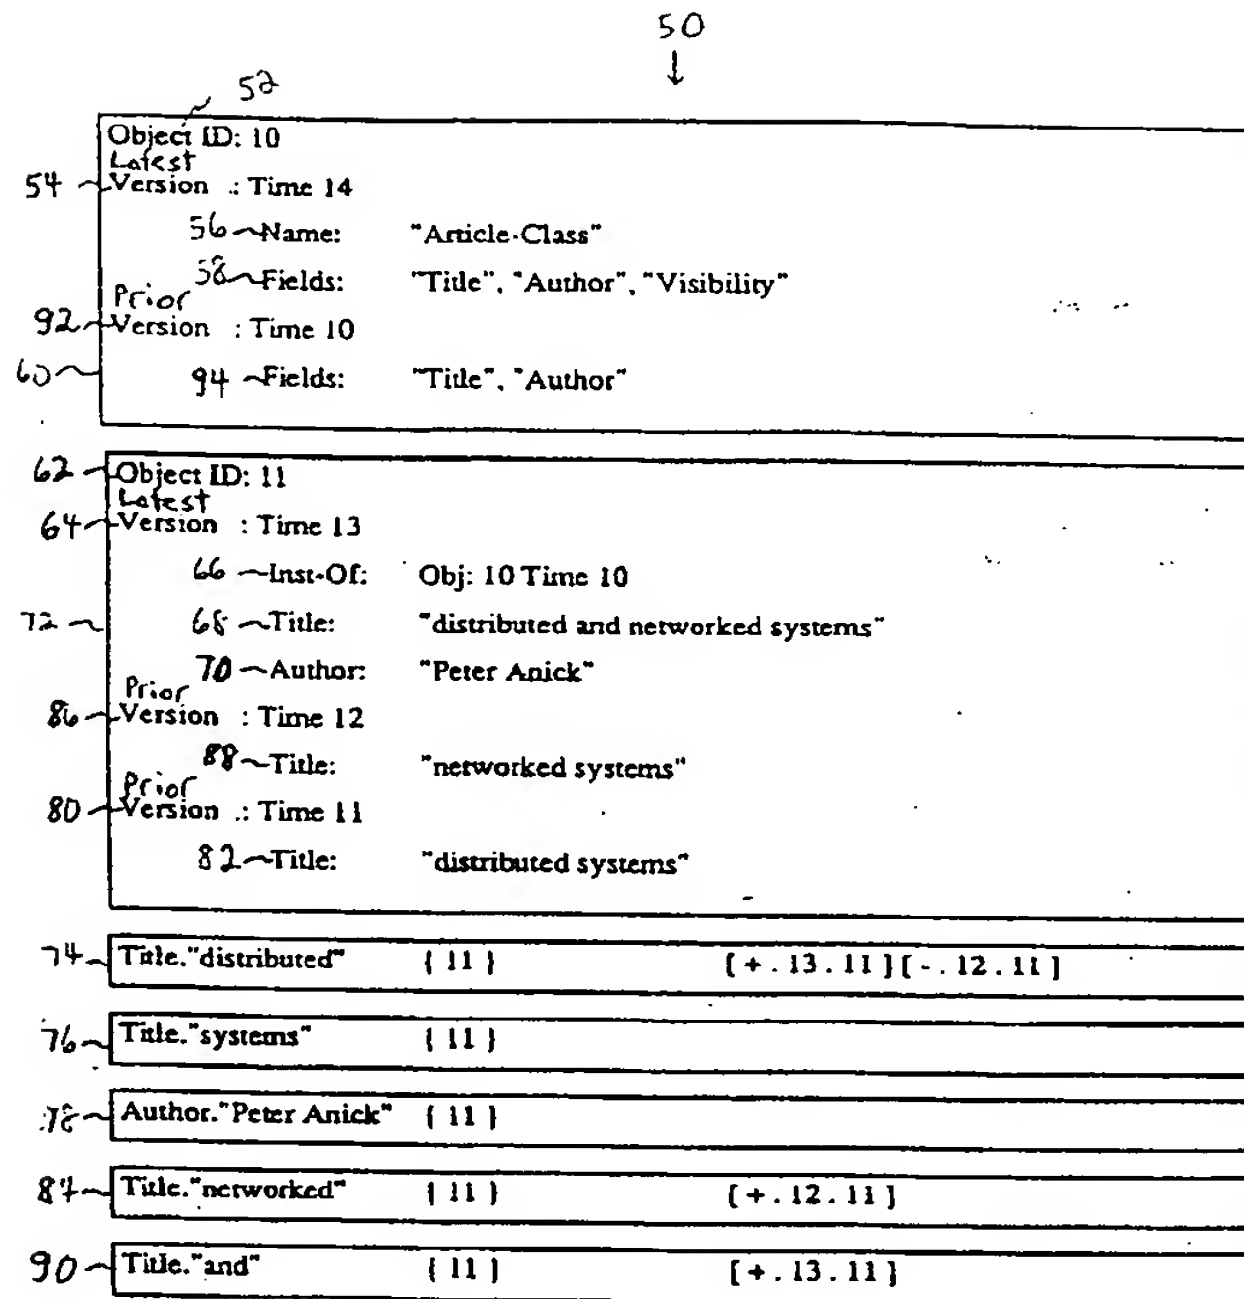 50
52
Object ID: 10
Latest
54 Version .: Time 14
56 Name: "Article-Class"
58 Fields: "Title", "Author", "Visibility"
Prior
92 Version : Time 10
60 94 Fields: "Title", "Author"
62 Object ID: 11
Latest
64 Version : Time 13
66 Inst-Of: Obj: 10 Time 10
72 68 Title: "distributed and networked systems"
70 Author: "Peter Anick"
Prior
86 Version : Time 12
88 Title: "networked systems"
Prior
80 Version .: Time 11
82 Title: "distributed systems"
74 Title."distributed" { 11 } [ + . 13 . 11 ] [ - . 12 . 11 ]
76 Title."systems" { 11 }
78 Author."Peter Anick" { 11 }
Title."networked" { 11 } [ + . 12 . 11 ]
90 Title."and" { 11 } [ + . 13 . 11 ]